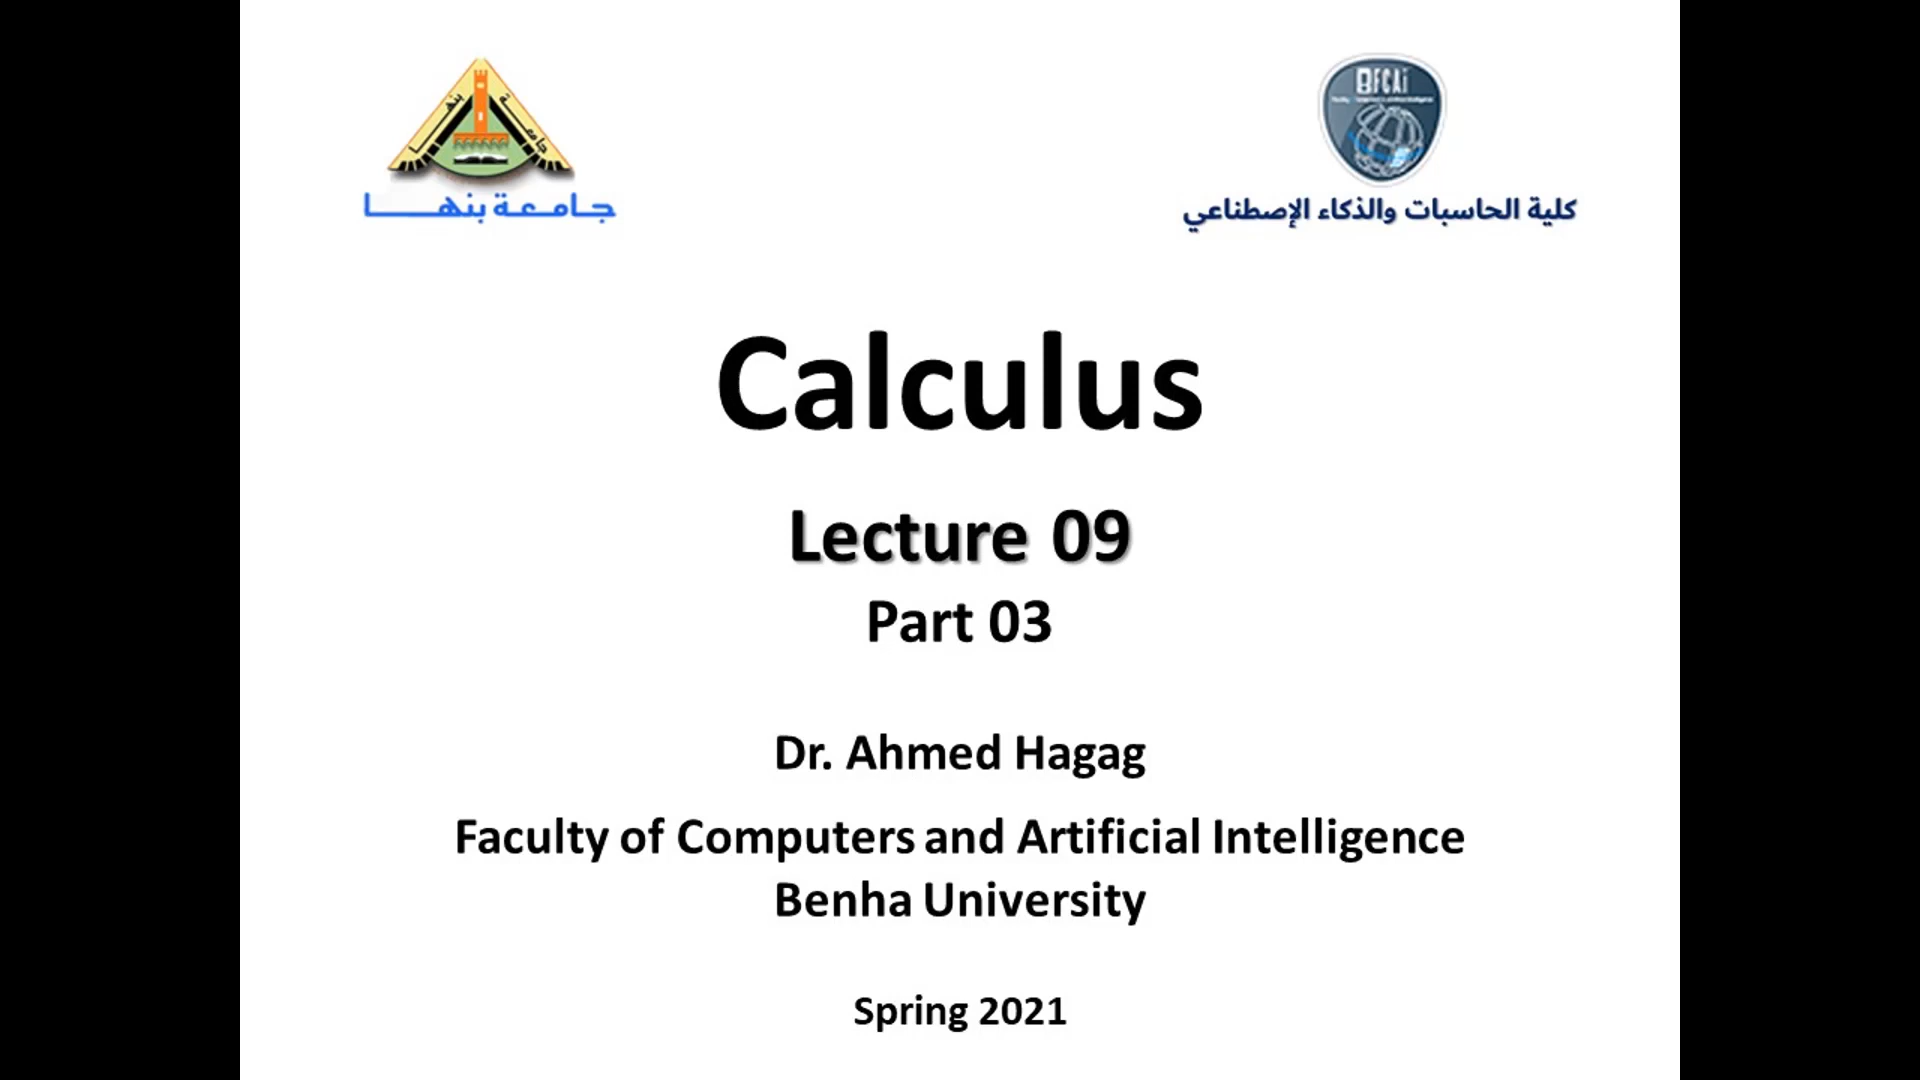 جامعة بنها
BFCAi
كلية الحاسبات والذكاء الإصطناعي
Calculus
Lecture 09
Part 03
Dr. Ahmed Hagag
Faculty of Computers and Artificial Intelligence
Benha University
Spring 2021